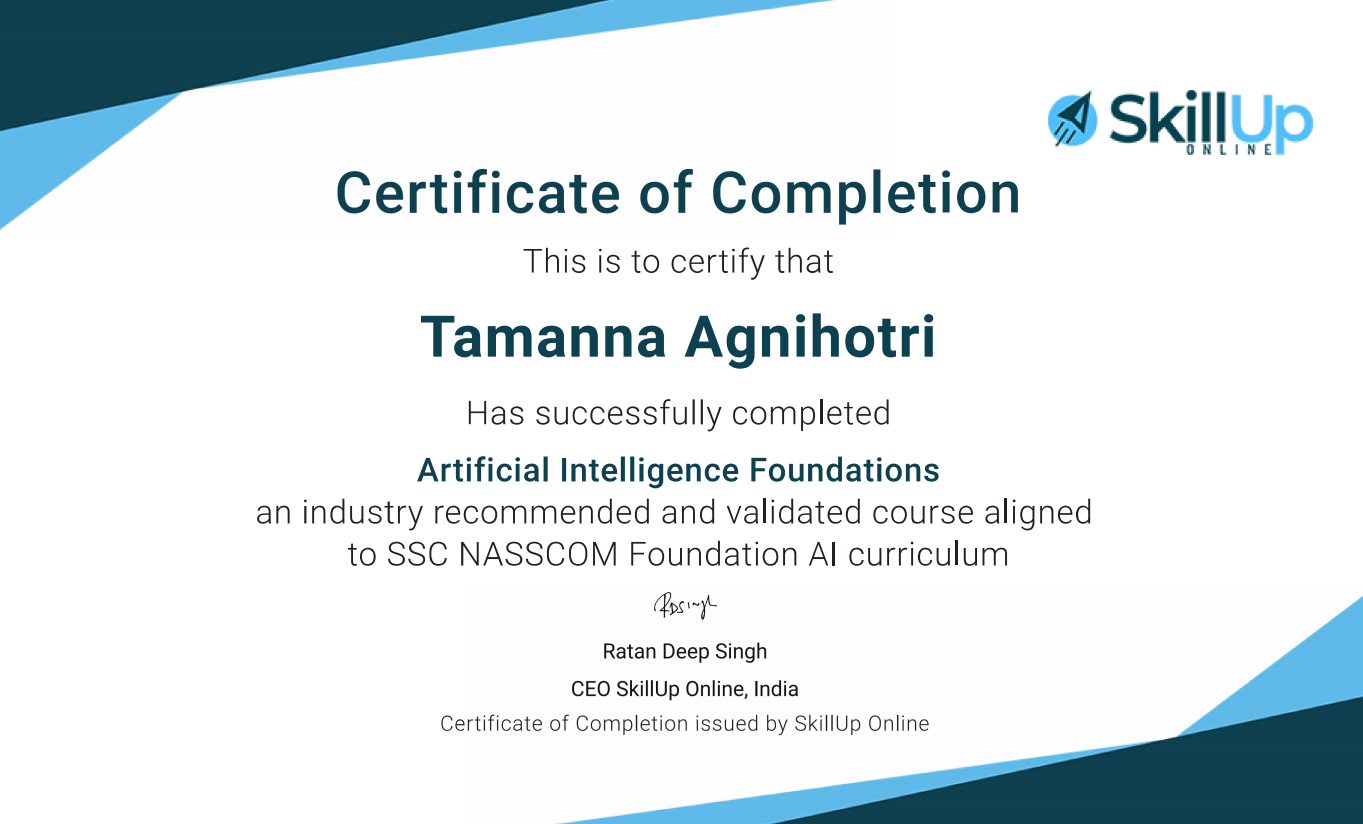 SkillUp
ONLINE
Certificate of Completion
This is to certify that
Tamanna Agnihotri
Has successfully completed
Artificial Intelligence Foundations
an industry recommended and validated course aligned
to SSC NASSCOM Foundation AI curriculum
RDSingh
Ratan Deep Singh
CEO SkillUp Online, India
Certificate of Completion issued by SkillUp Online